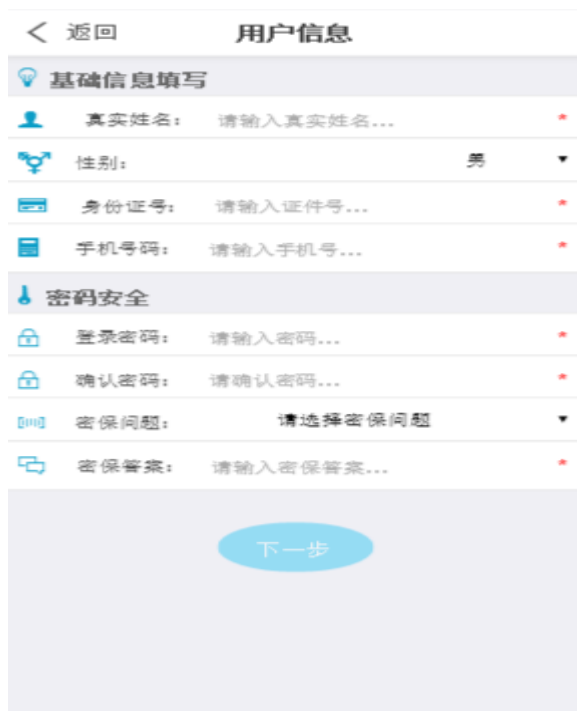 返回 用户信息
基础信息填写
真实姓名: 请输入真实姓名... *
性别: 男 ▼
身份证号: 请输入证件号... *
手机号码: 请输入手机号... *
密码安全
登录密码: 请输入密码... *
确认密码: 请确认密码... *
密保问题: 请选择密保问题 ▼
密保答案: 请输入密保答案... *
下一步